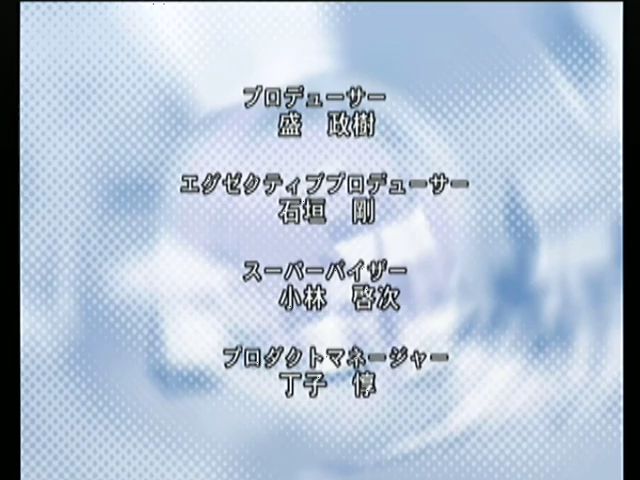 プロデューサー
盛　政樹
エグゼクティブプロデューサー
石垣　剛
スーパーバイザー
小林　啓次
プロダクトマネージャー
丁子　惇